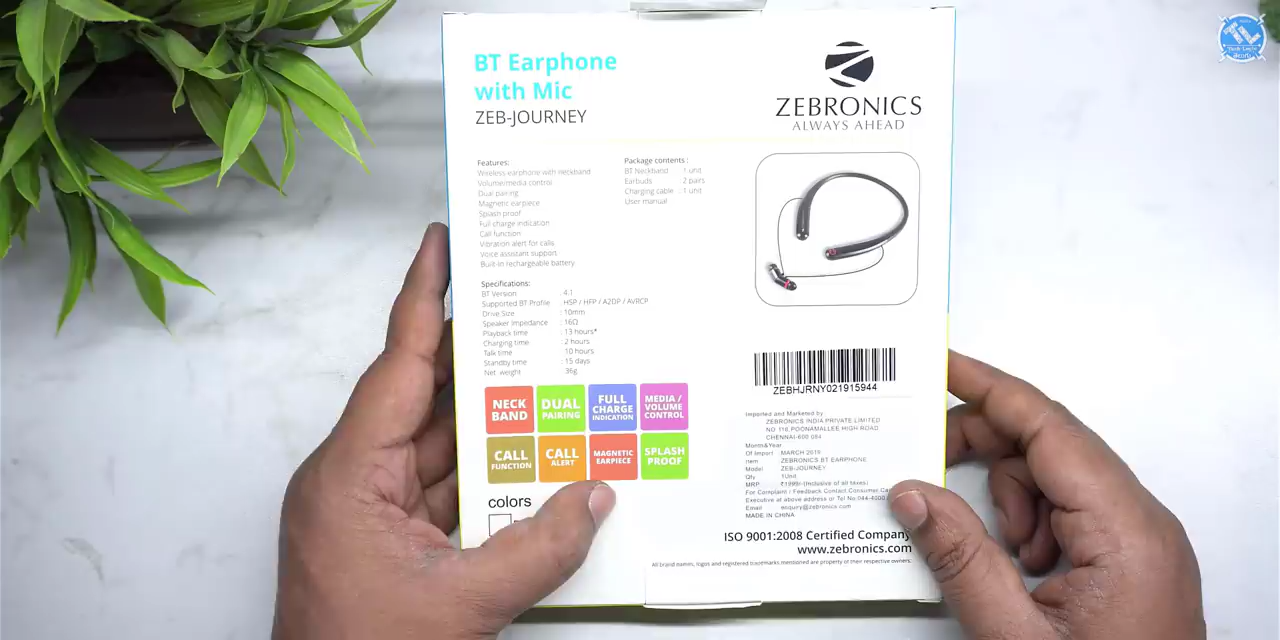 BT Earphone
with Mic
ZEB-JOURNEY
ZEBRONICS
ALWAYS AHEAD
Features:
Wireless earphone with neckband
Volume/media control
Dual pairing
Magnetic earpiece
Splash proof
Full charge indication
Call function
Vibration alert for calls
Voice assistant support
Built-in rechargeable battery
Package contents :
BT Neckband : 1 unit
Earbuds : 2 pairs
Charging cable : 1 unit
User manual
Specifications:
BT Version : 4.1
Supported BT Profile : HSP / HFP / A2DP / AVRCP
Drive Size : 10mm
Speaker Impedance : 16Ω
Playback time : 13 hours*
Charging time : 2 hours
Talk time : 10 hours
Standby time : 15 days
Net weight : 36g
NECK
BAND
DUAL
PAIRING
FULL
CHARGE
INDICATION
MEDIA /
VOLUME
CONTROL
CALL
FUNCTION
CALL
ALERT
MAGNETIC
EARPIECE
SPLASH
PROOF
colors
ZEBHJRNY021915944
Imported and Marketed by
ZEBRONICS INDIA PRIVATE LIMITED
POONAMALLEE HIGH ROAD
CHENNAI-600 084
Month&Year
Of Import MARCH
Item ZEBRONICS BT EARPHONE
Model ZEB-JOURNEY
Qty 1Unit
MRP ₹1999/-(Inclusive of all taxes)
For Complaint / Feedback Contact Consumer
Executive at above address or Tel No:044-4000
Email enquiry@zebronics.com
MADE IN CHINA
ISO 9001:2008 Certified Company
www.zebronics.com
All brand names, logos and registered trademarks mentioned are property of their respective owners.